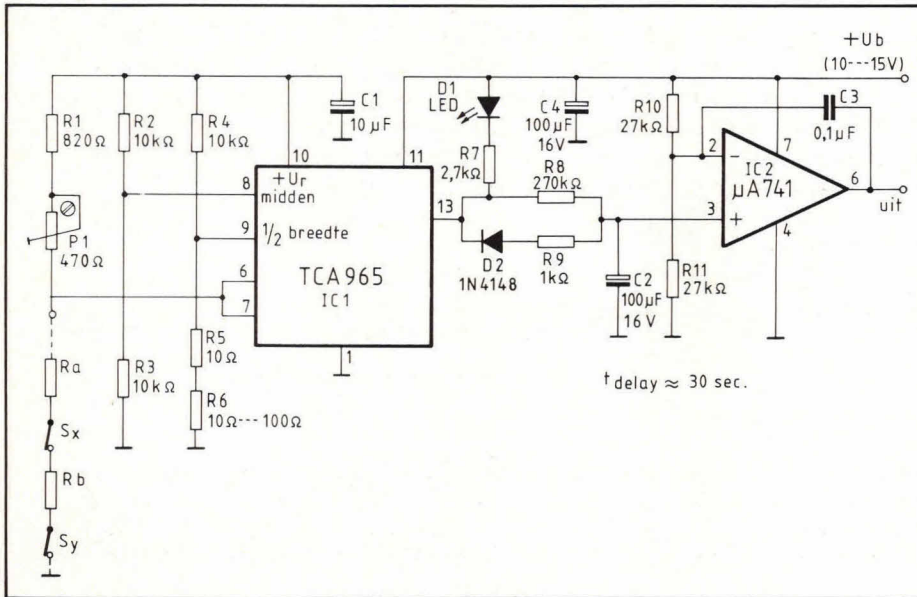 +Ub
(10---15V)
R1
820Ω
R2
10kΩ
R4
10kΩ
C1
10µF
D1
LED
C4
100µF
16V
R10
27kΩ
C3
0,1µF
10
11
R7
2,7kΩ
R8
270kΩ
2
-
7
IC2
µA741
6
uit
P1
470Ω
8
+Ur
midden
9
1/2 breedte
13
3
+
4
6
7
TCA965
IC1
D2
1N4148
R9
1kΩ
C2
100µF
16V
R11
27kΩ
1
R5
10Ω
Ra
R3
10kΩ
R6
10Ω---100Ω
t delay ≈ 30 sec.
Sx
Rb
Sy